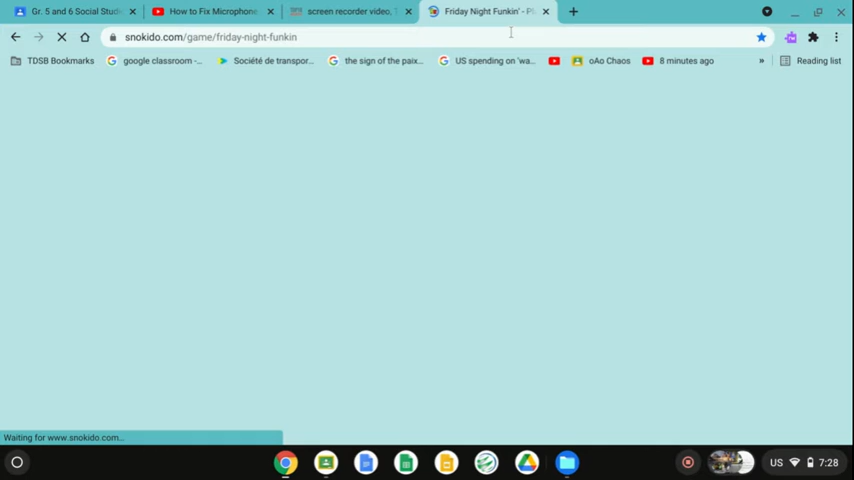 Gr. 5 and 6 Social Studi
How to Fix Microphone
screen recorder video, T
Friday Night Funkin' - Pl
snokido.com/game/friday-night-funkin
TDSB Bookmarks
google classroom -...
Société de transpor...
the sign of the paix...
US spending on 'wa...
oAo Chaos
8 minutes ago
»
Reading list
Waiting for www.snokido.com...
US
7:28